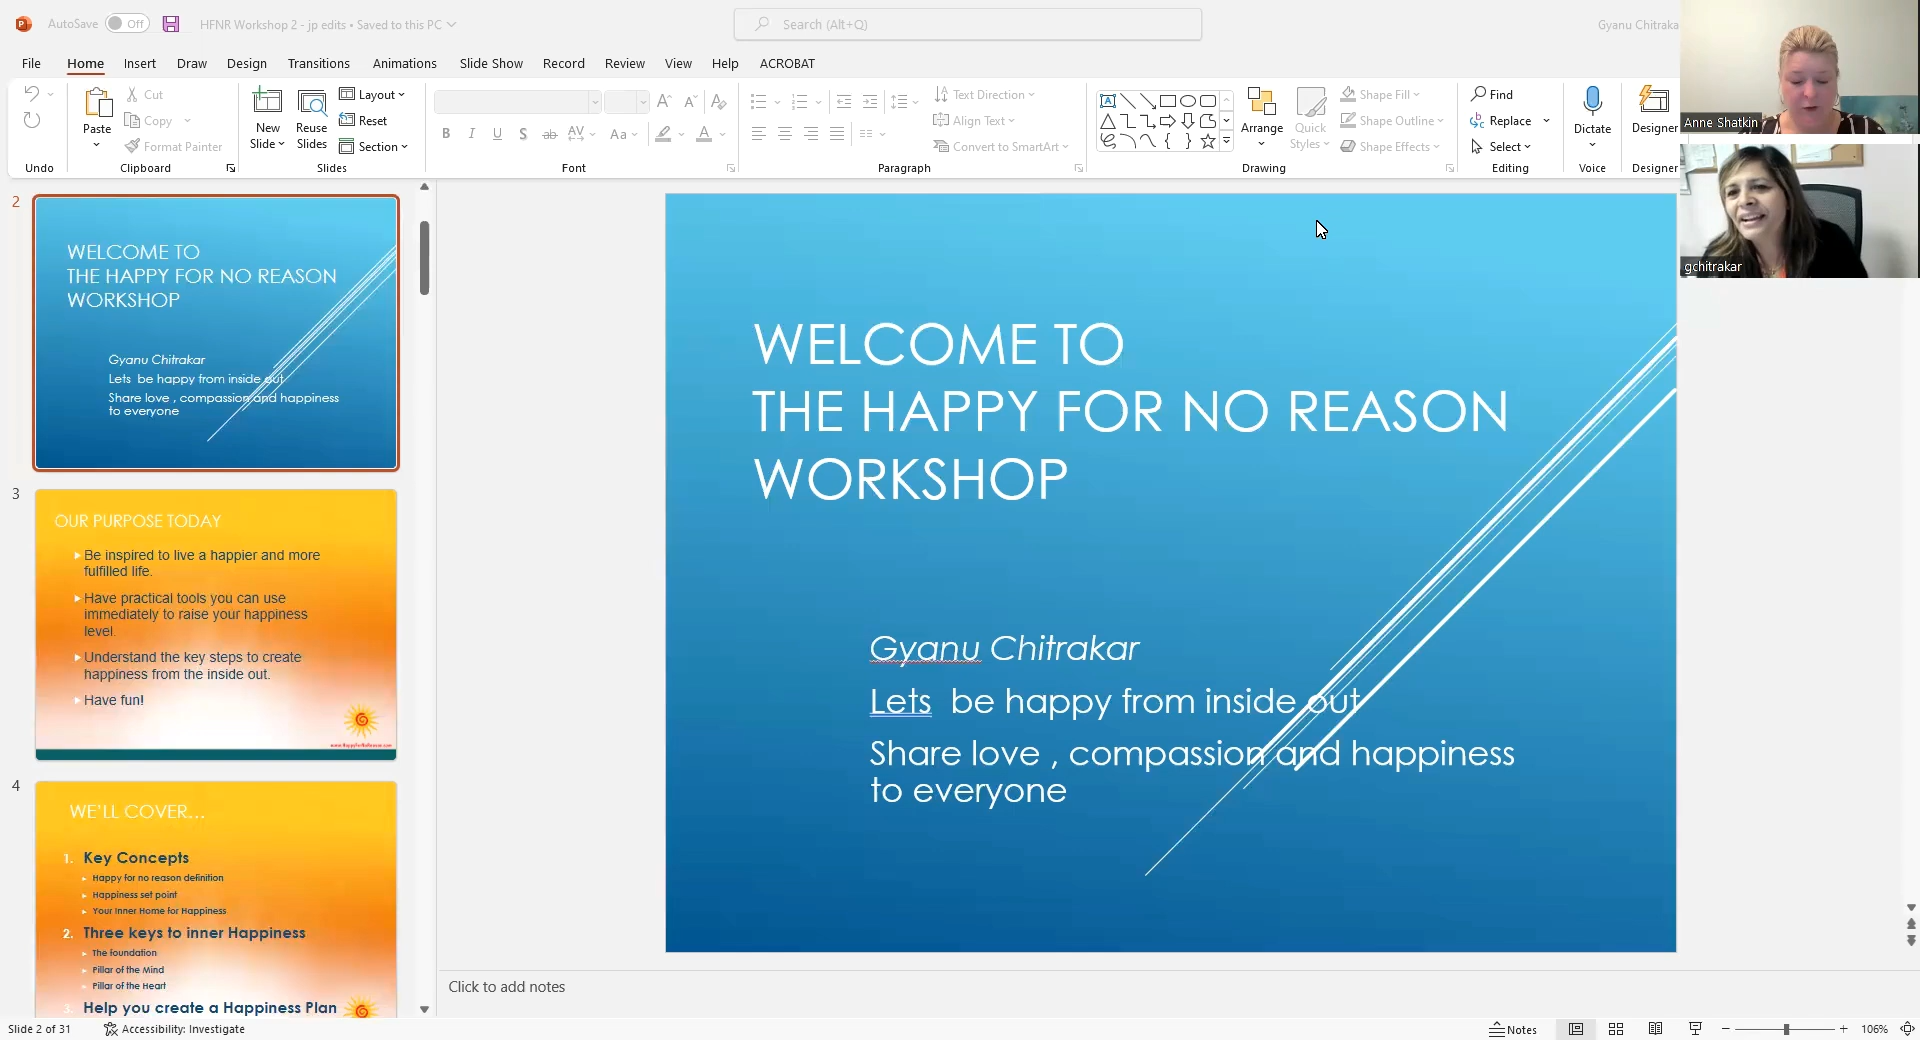 AutoSave Off HFNR Workshop 2 - jp edits • Saved to this PC Search (Alt+Q) Gyanu Chitraka
File Home Insert Draw Design Transitions Animations Slide Show Record Review View Help ACROBAT
Paste
Cut
Copy
Format Painter
New
Slide
Reuse
Slides
Layout
Reset
Section
B I U S ab AV Aa A
Text Direction
Align Text
Convert to SmartArt
Arrange
Quick
Styles
Shape Fill
Shape Outline
Shape Effects
Find
Replace
Select
Dictate
Designer
Undo Clipboard Slides Font Paragraph Drawing Editing Voice Designer
Anne Shatkin
gchitrakar
2
WELCOME TO
THE HAPPY FOR NO REASON
WORKSHOP
Gyanu Chitrakar
Lets be happy from inside out
Share love , compassion and happiness
to everyone
3
OUR PURPOSE TODAY
Be inspired to live a happier and more
fulfilled life.
Have practical tools you can use
immediately to raise your happiness
level.
Understand the key steps to create
happiness from the inside out.
Have fun!
www.HappyForNoReason.com
4
WE'LL COVER...
1. Key Concepts
Happy for no reason definition
Happiness set point
Your Inner Home for Happiness
2. Three keys to inner Happiness
The foundation
Pillar of the Mind
Pillar of the Heart
3. Help you create a Happiness Plan
WELCOME TO
THE HAPPY FOR NO REASON
WORKSHOP
Gyanu Chitrakar
Lets be happy from inside out
Share love , compassion and happiness
to everyone
Click to add notes
Slide 2 of 31 Accessibility: Investigate Notes 106%